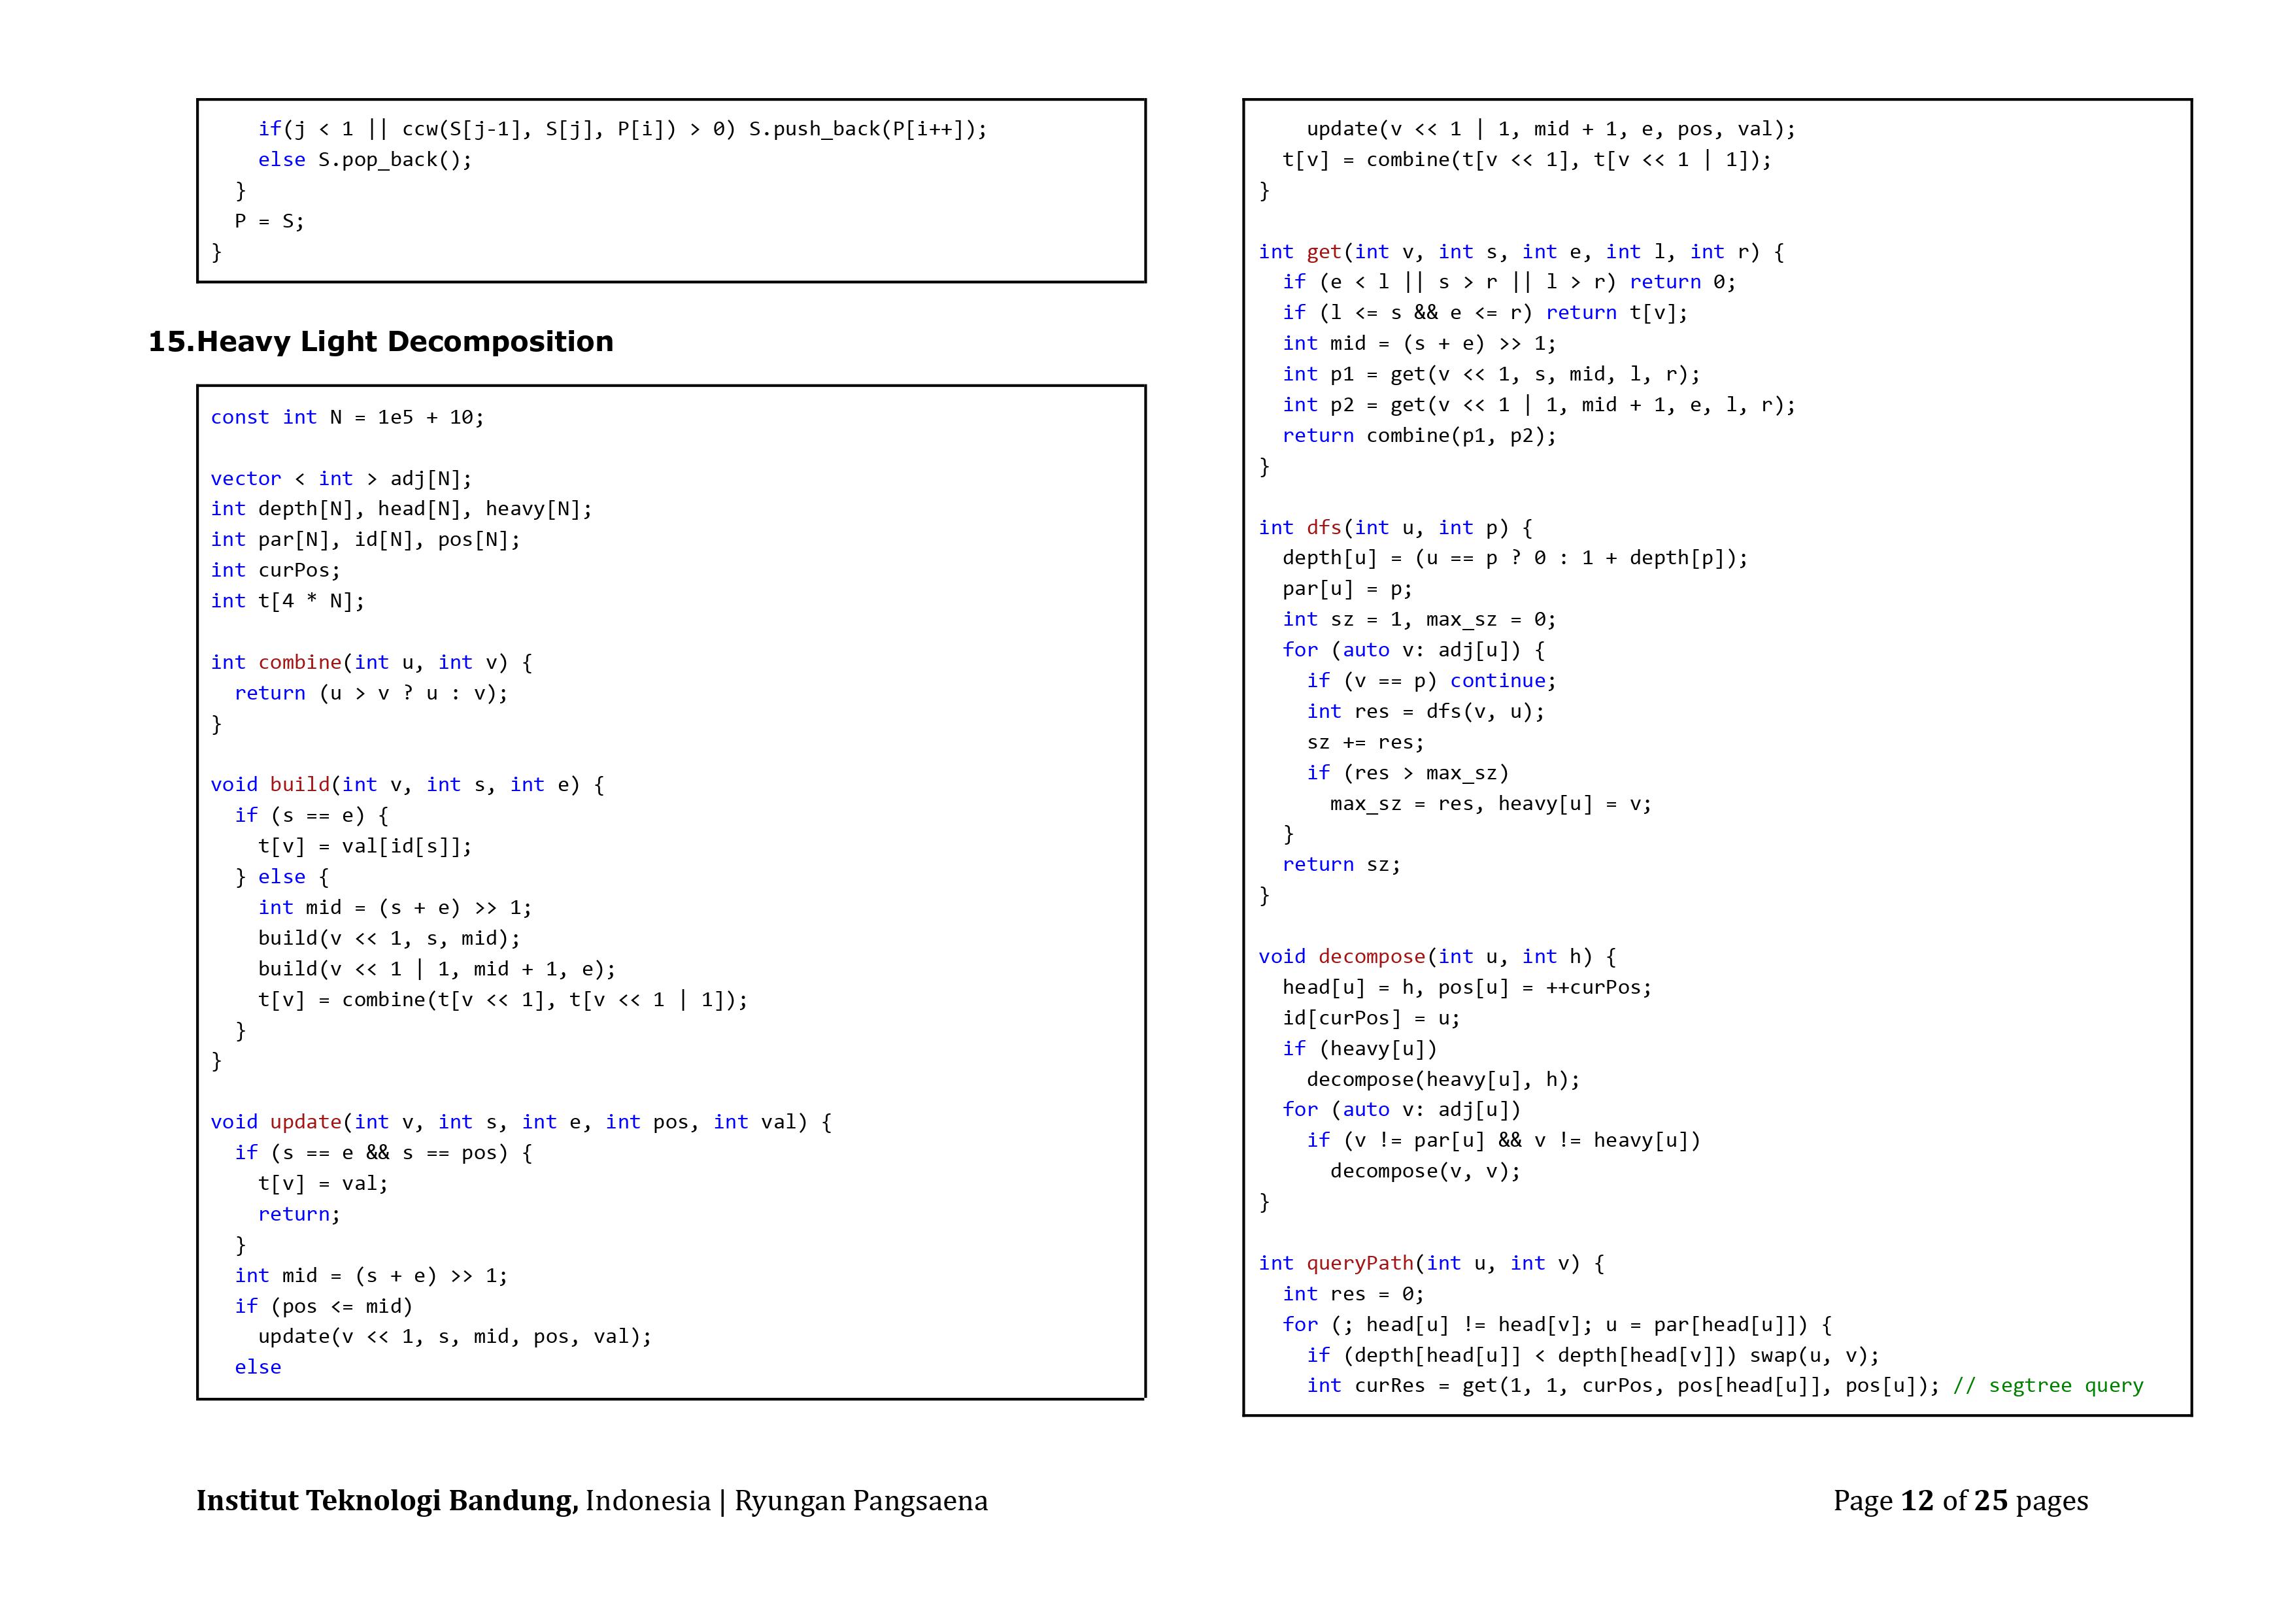 if(j < 1 || ccw(S[j-1], S[j], P[i]) > 0) S.push_back(P[i++]);
    else S.pop_back();
  }
  P = S;
}
15.Heavy Light Decomposition
const int N = 1e5 + 10;

vector < int > adj[N];
int depth[N], head[N], heavy[N];
int par[N], id[N], pos[N];
int curPos;
int t[4 * N];

int combine(int u, int v) {
  return (u > v ? u : v);
}

void build(int v, int s, int e) {
  if (s == e) {
    t[v] = val[id[s]];
  } else {
    int mid = (s + e) >> 1;
    build(v << 1, s, mid);
    build(v << 1 | 1, mid + 1, e);
    t[v] = combine(t[v << 1], t[v << 1 | 1]);
  }
}

void update(int v, int s, int e, int pos, int val) {
  if (s == e && s == pos) {
    t[v] = val;
    return;
  }
  int mid = (s + e) >> 1;
  if (pos <= mid)
    update(v << 1, s, mid, pos, val);
  else
    update(v << 1 | 1, mid + 1, e, pos, val);
  t[v] = combine(t[v << 1], t[v << 1 | 1]);
}

int get(int v, int s, int e, int l, int r) {
  if (e < l || s > r || l > r) return 0;
  if (l <= s && e <= r) return t[v];
  int mid = (s + e) >> 1;
  int p1 = get(v << 1, s, mid, l, r);
  int p2 = get(v << 1 | 1, mid + 1, e, l, r);
  return combine(p1, p2);
}

int dfs(int u, int p) {
  depth[u] = (u == p ? 0 : 1 + depth[p]);
  par[u] = p;
  int sz = 1, max_sz = 0;
  for (auto v: adj[u]) {
    if (v == p) continue;
    int res = dfs(v, u);
    sz += res;
    if (res > max_sz)
      max_sz = res, heavy[u] = v;
  }
  return sz;
}

void decompose(int u, int h) {
  head[u] = h, pos[u] = ++curPos;
  id[curPos] = u;
  if (heavy[u])
    decompose(heavy[u], h);
  for (auto v: adj[u])
    if (v != par[u] && v != heavy[u])
      decompose(v, v);
}

int queryPath(int u, int v) {
  int res = 0;
  for (; head[u] != head[v]; u = par[head[u]]) {
    if (depth[head[u]] < depth[head[v]]) swap(u, v);
    int curRes = get(1, 1, curPos, pos[head[u]], pos[u]); // segtree query
Institut Teknologi Bandung, Indonesia | Ryungan Pangsaena
Page 12 of 25 pages